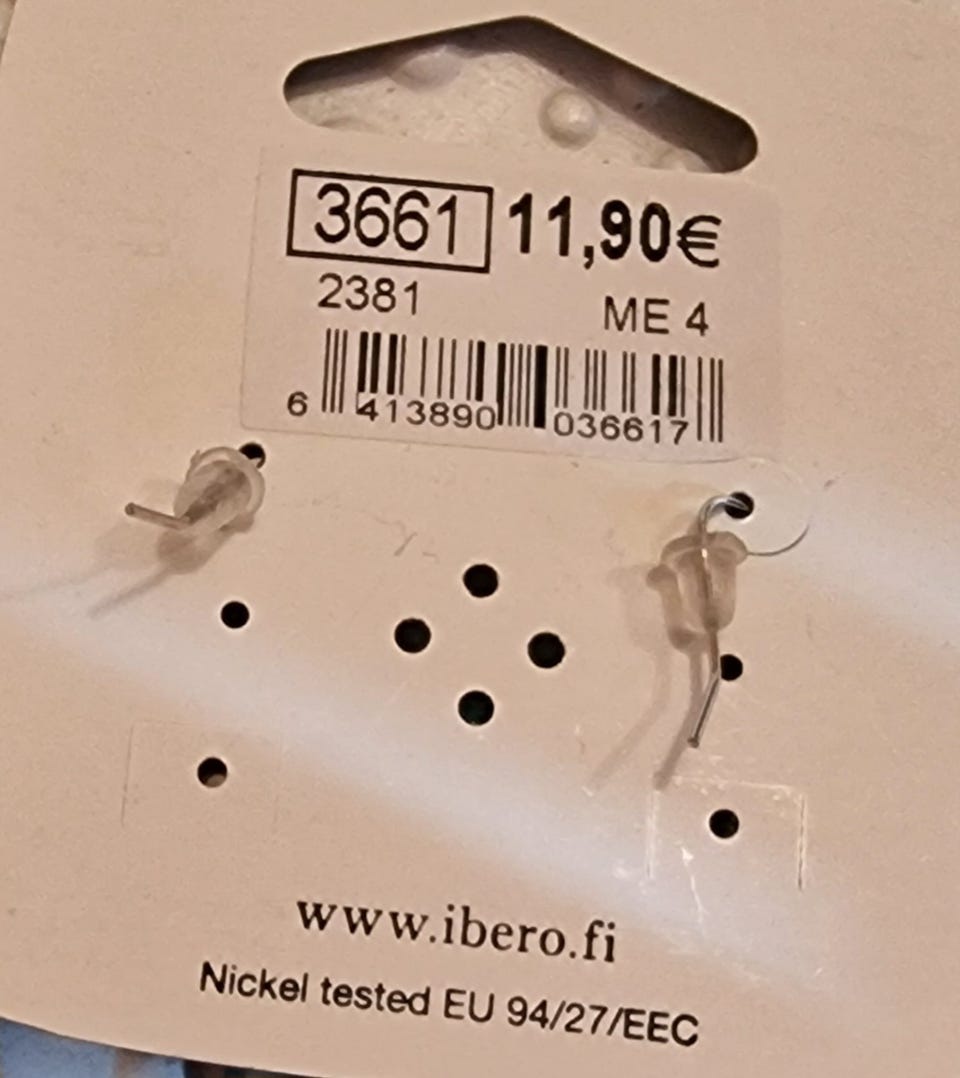 3661 11,90€
2381 ME 4
6 413890 036617
www.ibero.fi
Nickel tested EU 94/27/EEC